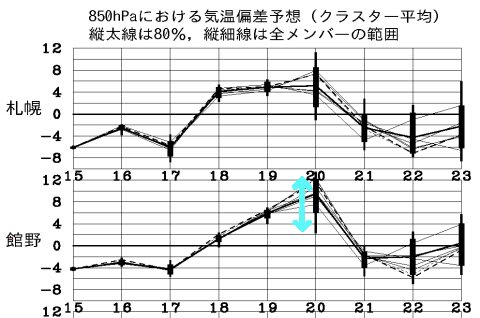 850hPaにおける気温偏差予想（クラスター平均）
縦太線は80%，縦細線は全メンバーの範囲
12
8
4
札幌 0
-4
-8
15 16 17 18 19 20 21 22 23
12
8
4
館野 0
-4
-8
15 16 17 18 19 20 21 22 23